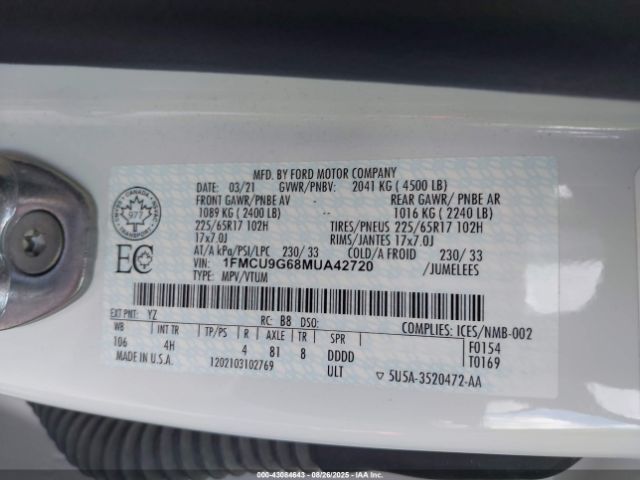 MFD. BY FORD MOTOR COMPANY
DATE: 03/21 GVWR/PNBV: 2041 KG ( 4500 LB)
FRONT GAWR/PNBE AV REAR GAWR/ PNBE AR
1089 KG ( 2400 LB) 1016 KG ( 2240 LB)
225/65R17 102H TIRES/PNEUS 225/65R17 102H
17x7.0J RIMS/JANTES 17x7.0J
AT/A kPa/PSI/LPC 230/ 33 COLD/A FROID 230/ 33
VIN: 1FMCU9G68MUA42720 /JUMELEES
TYPE: MPV/VTUM
CANADA
977
EC
EXT PNT: YZ RC: B8 DSO: COMPLIES: ICES/NMB-002
WB INT TR TP/PS R AXLE TR SPR F0154
106 4H 4 81 8 DDDD T0169
MADE IN U.S.A. 1202103102769 ULT 5U5A-3520472-AA
000-43084643 - 08/26/2025 - COPYRIGHT IAA, LLC